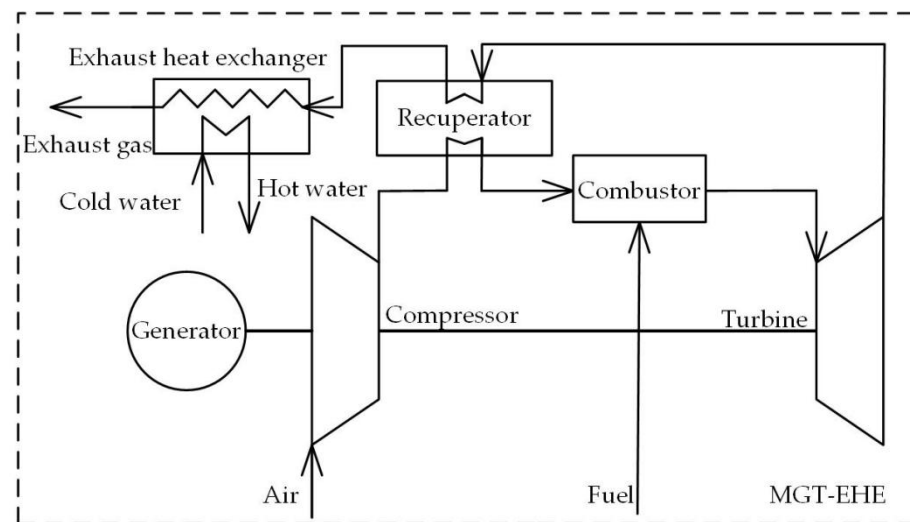 Exhaust heat exchanger
Recuperator
Exhaust gas
Cold water
Hot water
Combustor
Generator
Compressor
Turbine
Air
Fuel
MGT-EHE